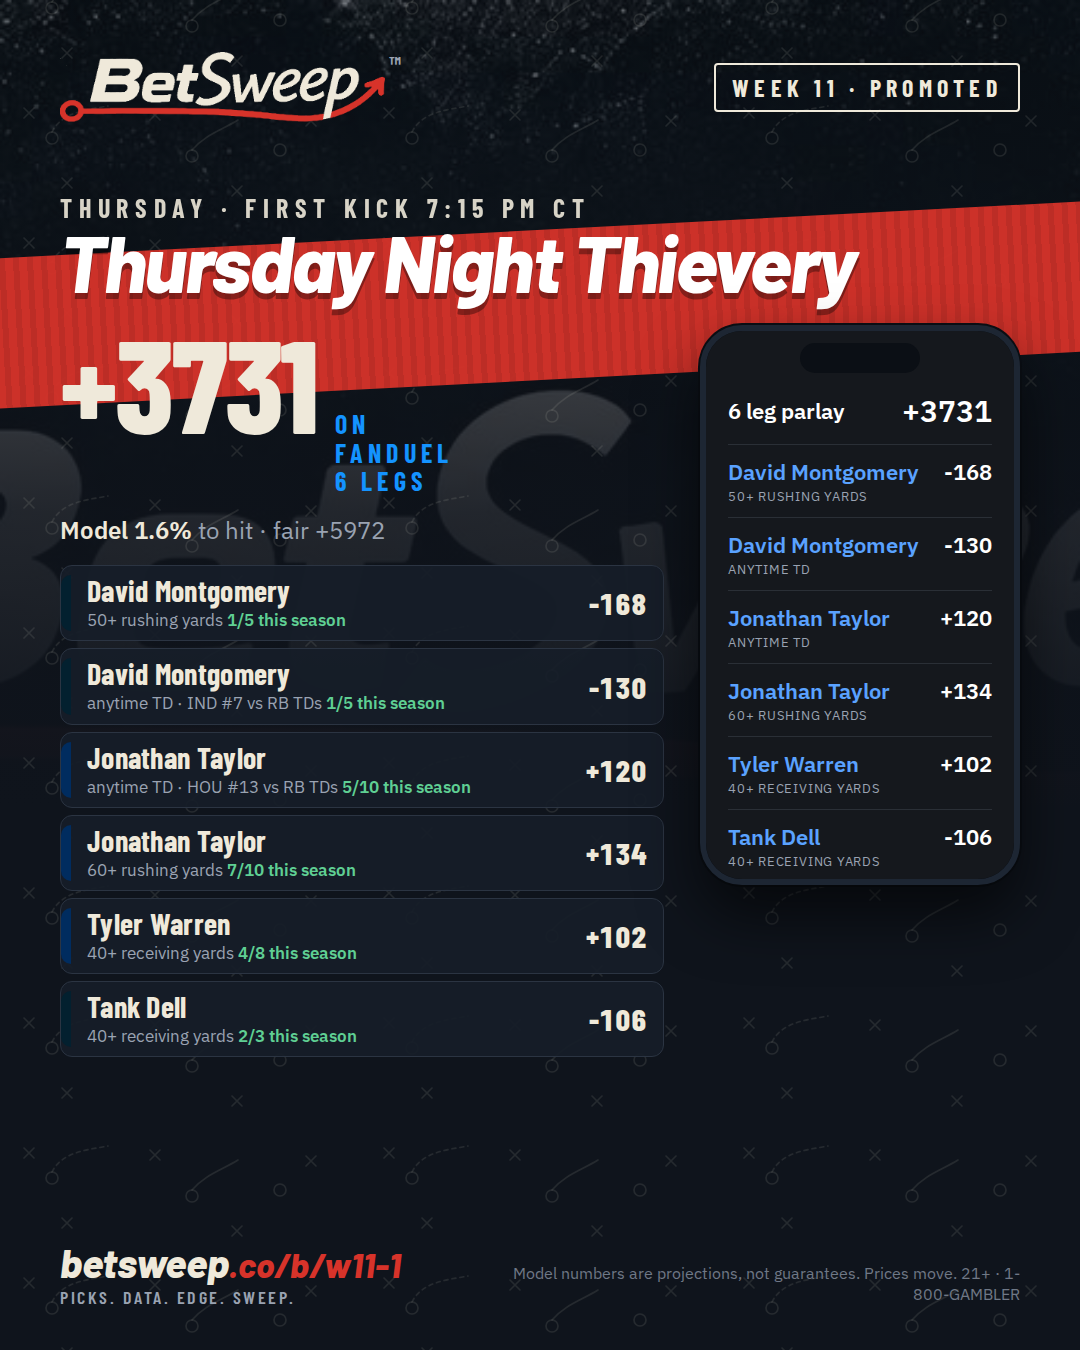 BetSweep™
WEEK 11 · PROMOTED
THURSDAY · FIRST KICK 7:15 PM CT
Thursday Night Thievery
+3731
ON
FANDUEL
6 LEGS
Model 1.6% to hit · fair +5972
David Montgomery
50+ rushing yards 1/5 this season
-168
David Montgomery
anytime TD · IND #7 vs RB TDs 1/5 this season
-130
Jonathan Taylor
anytime TD · HOU #13 vs RB TDs 5/10 this season
+120
Jonathan Taylor
60+ rushing yards 7/10 this season
+134
Tyler Warren
40+ receiving yards 4/8 this season
+102
Tank Dell
40+ receiving yards 2/3 this season
-106
6 leg parlay +3731
David Montgomery -168
50+ RUSHING YARDS
David Montgomery -130
ANYTIME TD
Jonathan Taylor +120
ANYTIME TD
Jonathan Taylor +134
60+ RUSHING YARDS
Tyler Warren +102
40+ RECEIVING YARDS
Tank Dell -106
40+ RECEIVING YARDS
betsweep.co/b/w11-1
PICKS. DATA. EDGE. SWEEP.
Model numbers are projections, not guarantees. Prices move. 21+ · 1-
800-GAMBLER